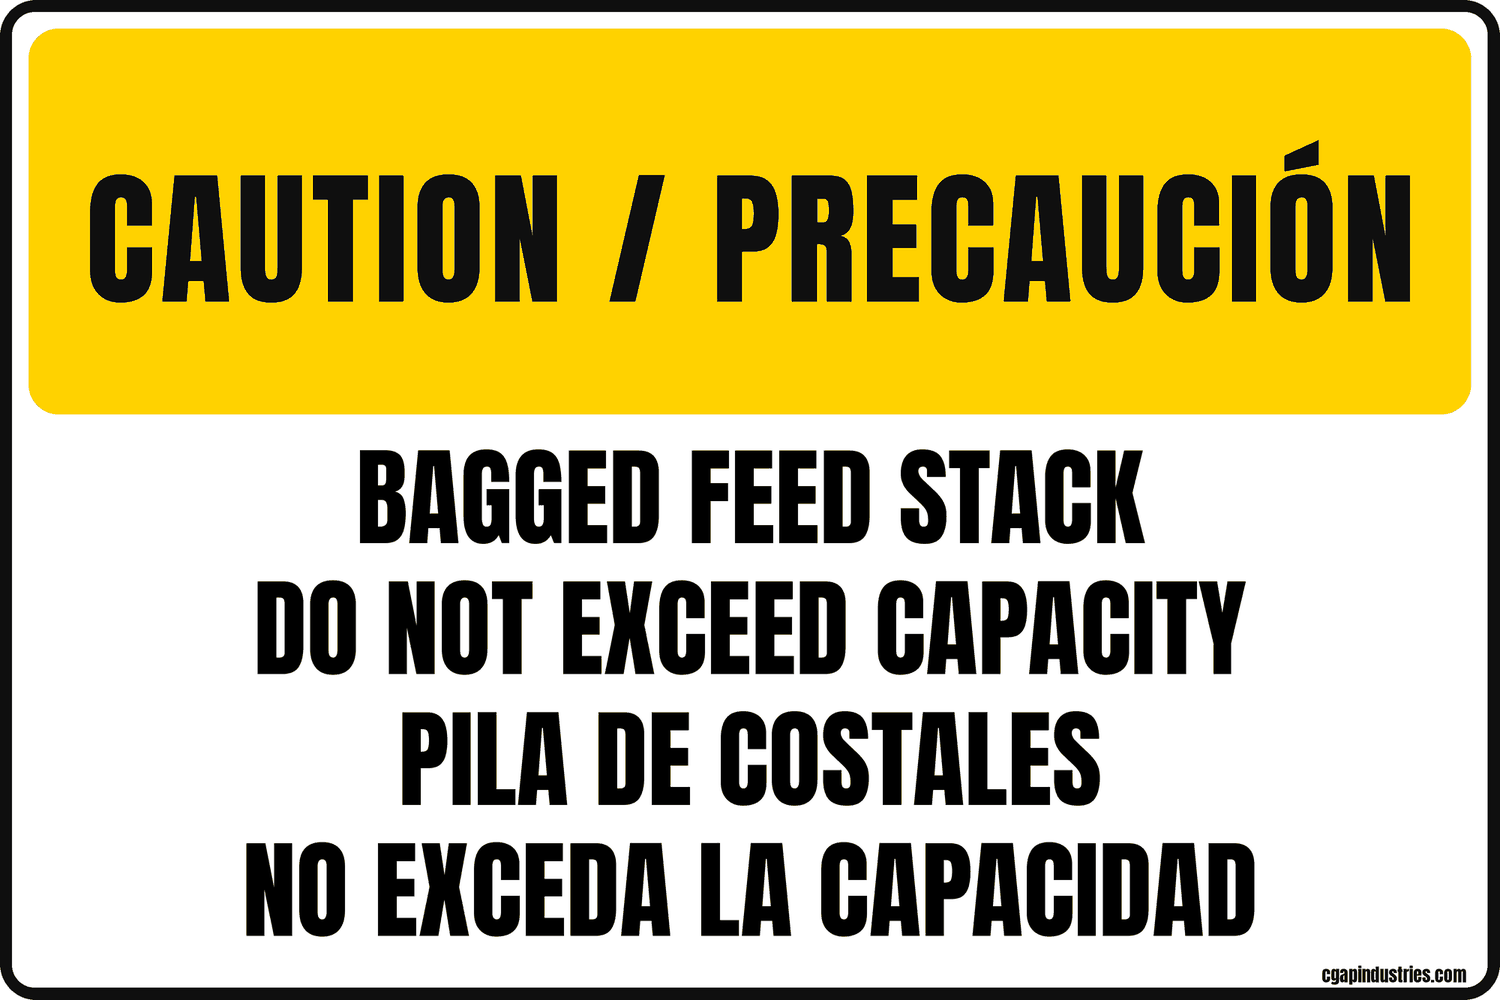 CAUTION / PRECAUCIÓN
BAGGED FEED STACK
DO NOT EXCEED CAPACITY
PILA DE COSTALES
NO EXCEDA LA CAPACIDAD
cgapindustries.com